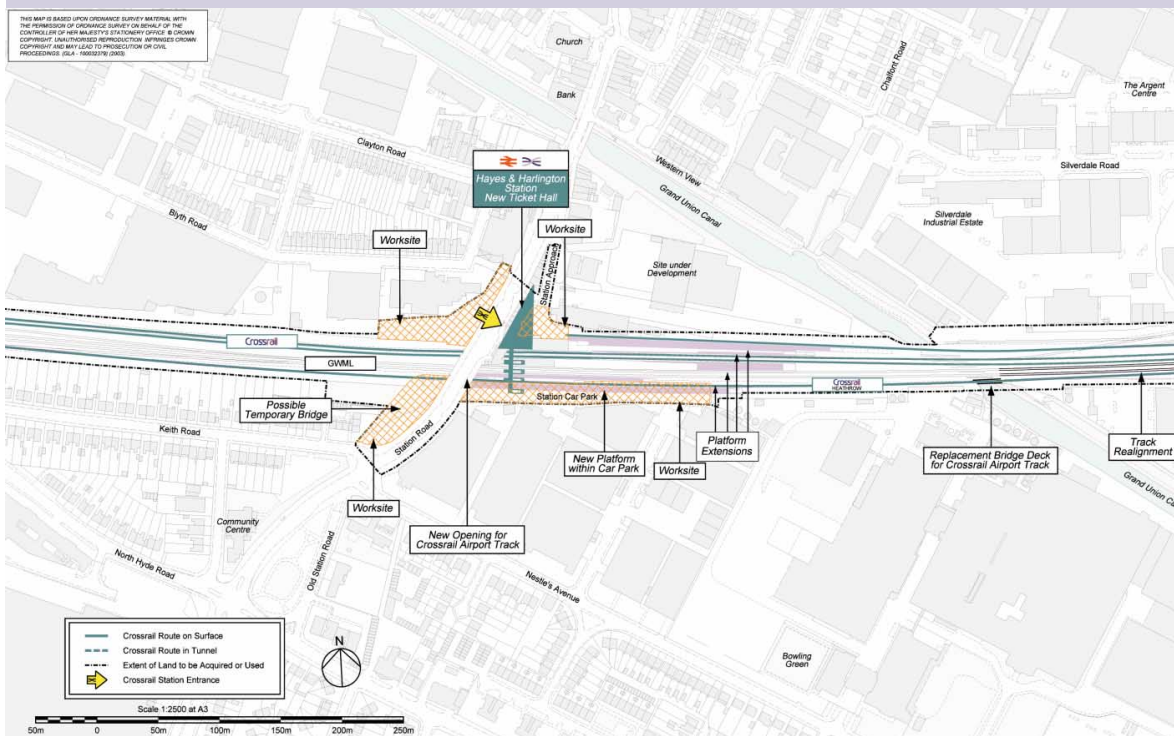 THIS MAP IS BASED UPON ORDNANCE SURVEY MATERIAL WITH
THE PERMISSION OF ORDNANCE SURVEY ON BEHALF OF THE
CONTROLLER OF HER MAJESTY'S STATIONERY OFFICE © CROWN
COPYRIGHT. UNAUTHORISED REPRODUCTION INFRINGES CROWN
COPYRIGHT AND MAY LEAD TO PROSECUTION OR CIVIL
PROCEEDINGS. (GLA - 100032379) (2003)
Church
Bank
Chalfont Road
The Argent
Centre
Clayton Road
Western View
Silverdale Road
Hayes & Harlington
Station
New Ticket Hall
Grand Union Canal
Blyth Road
Silverdale
Industrial Estate
Worksite
Worksite
Station Approach
Site under
Development
Crossrail
GWML
Crossrail
HEATHROW
Station Car Park
Possible
Temporary Bridge
Keith Road
Station Road
New Platform
within Car Park
Worksite
Platform
Extensions
Replacement Bridge Deck
for Crossrail Airport Track
Track
Realignment
Worksite
New Opening for
Crossrail Airport Track
Community
Centre
Grand Union Ca
North Hyde Road
Old Station Road
Nestle's Avenue
Bowling
Green
Crossrail Route on Surface
Crossrail Route in Tunnel
Extent of Land to be Acquired or Used
Crossrail Station Entrance
N
Scale 1:2500 at A3
50m 0 50m 100m 150m 200m 250m